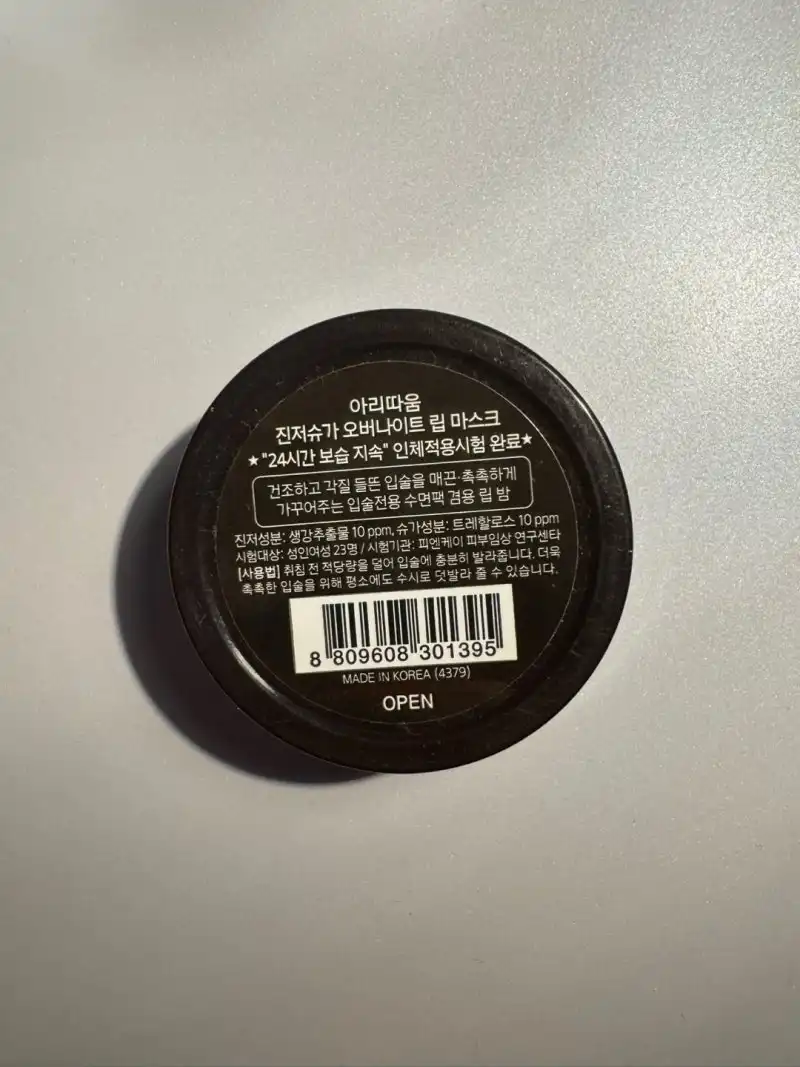 아리따움
진저슈가 오버나이트 립 마스크
★"24시간 보습 지속" 인체적용시험 완료★
건조하고 각질 들뜬 입술을 매끈·촉촉하게
가꾸어주는 입술전용 수면팩 겸용 립 밤
진저성분: 생강추출물 10 ppm, 슈가성분: 트레할로스 10 ppm
시험대상: 성인여성 23명 / 시험기관: 피엔케이 피부임상 연구센타
[사용법] 취침 전 적당량을 덜어 입술에 충분히 발라줍니다. 더욱
촉촉한 입술을 위해 평소에도 수시로 덧발라 줄 수 있습니다.
8 809608 301395
MADE IN KOREA (4379)
OPEN